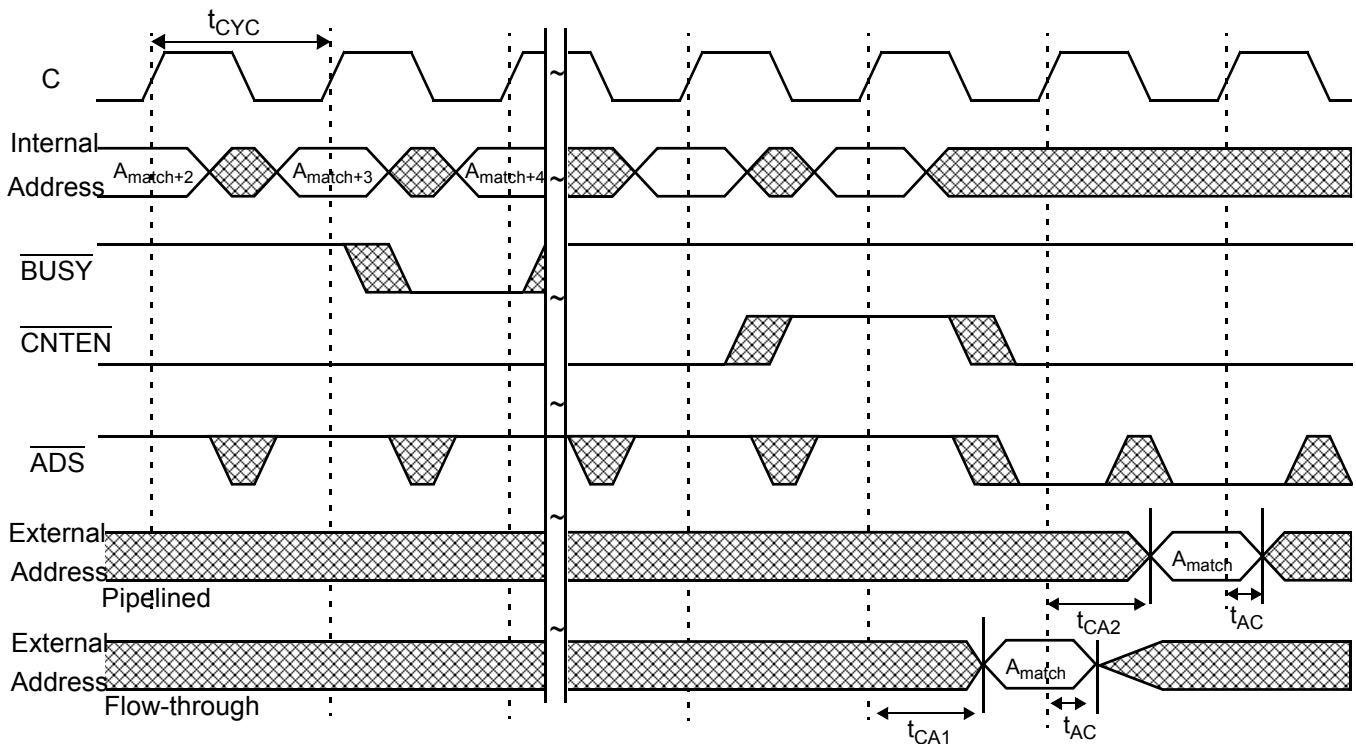 tCYC
C
Internal
Address
Amatch+2
Amatch+3
Amatch+4
~
~
BUSY
~
CNTEN
~
ADS
~
External
Address
Pipelined
Amatch
tCA2
tAC
~
External
Address
Flow-through
Amatch
tCA1
tAC